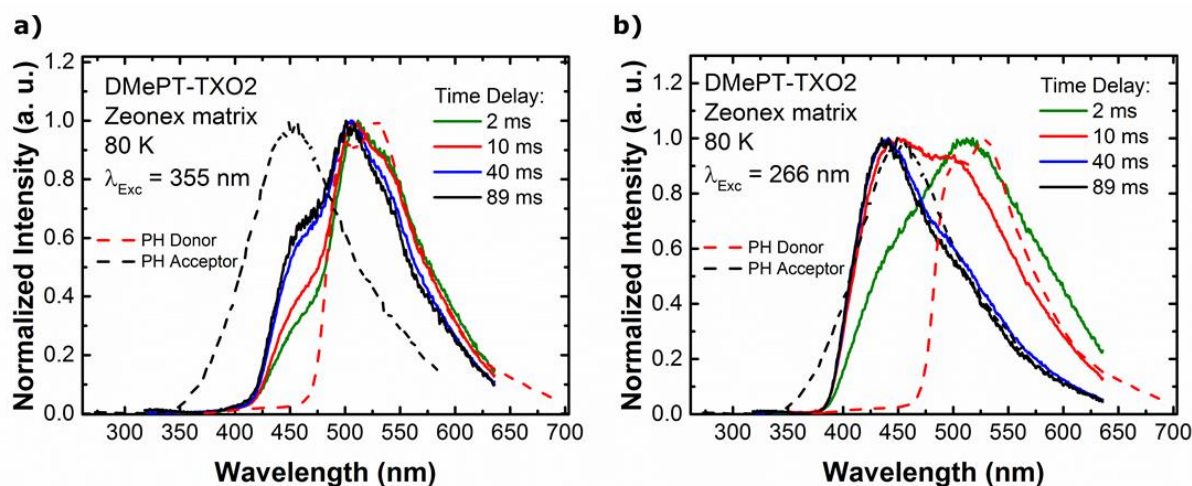 a)
DMePT-TXO2
Zeonex matrix
80 K
λExc = 355 nm
Time Delay:
2 ms
10 ms
40 ms
89 ms
PH Donor
PH Acceptor
Normalized Intensity (a. u.)
1.2
1.0
0.8
0.6
0.4
0.2
0.0
300 350 400 450 500 550 600 650 700
Wavelength (nm)
b)
DMePT-TXO2
Zeonex matrix
80 K
λExc = 266 nm
Time Delay:
2 ms
10 ms
40 ms
89 ms
PH Donor
PH Acceptor
Normalized Intensity (a. u.)
1.2
1.0
0.8
0.6
0.4
0.2
0.0
300 350 400 450 500 550 600 650 700
Wavelength (nm)